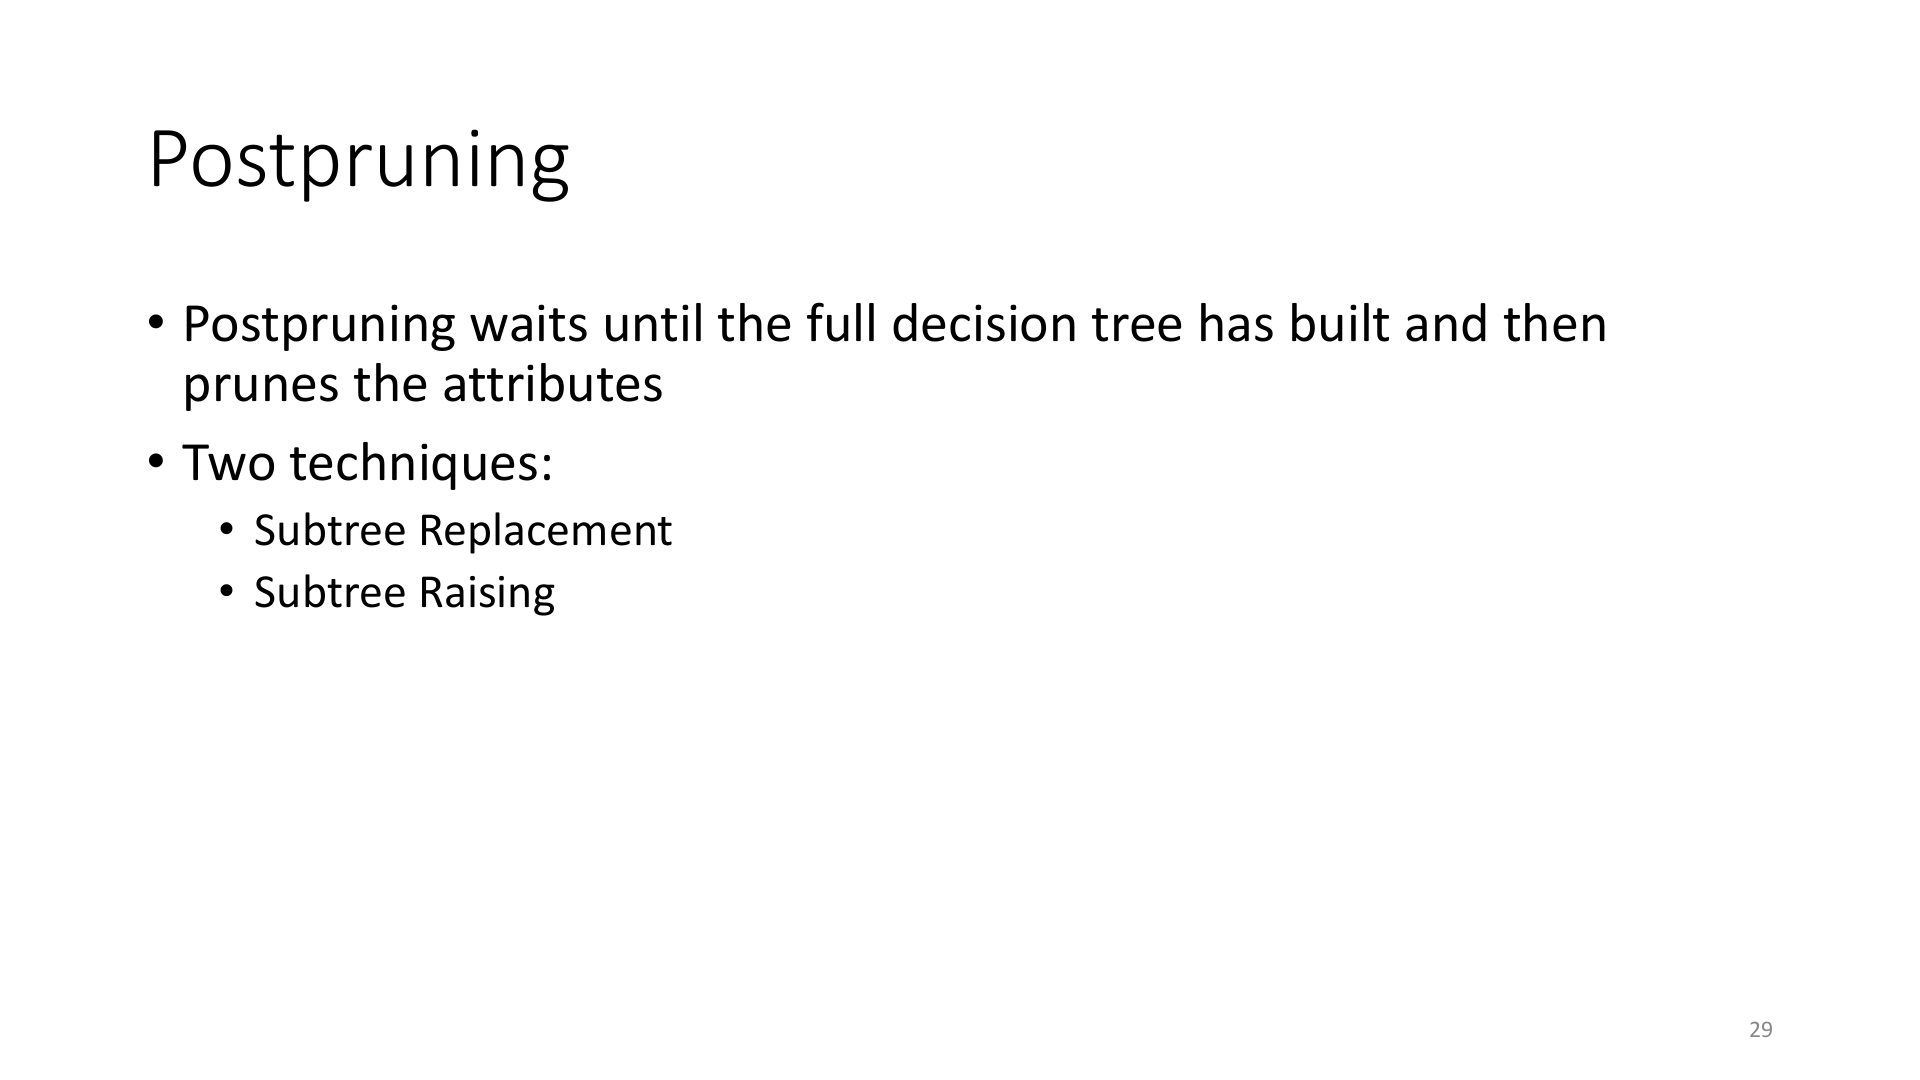 Postpruning
• Postpruning waits until the full decision tree has built and then
prunes the attributes
• Two techniques:
• Subtree Replacement
• Subtree Raising
29